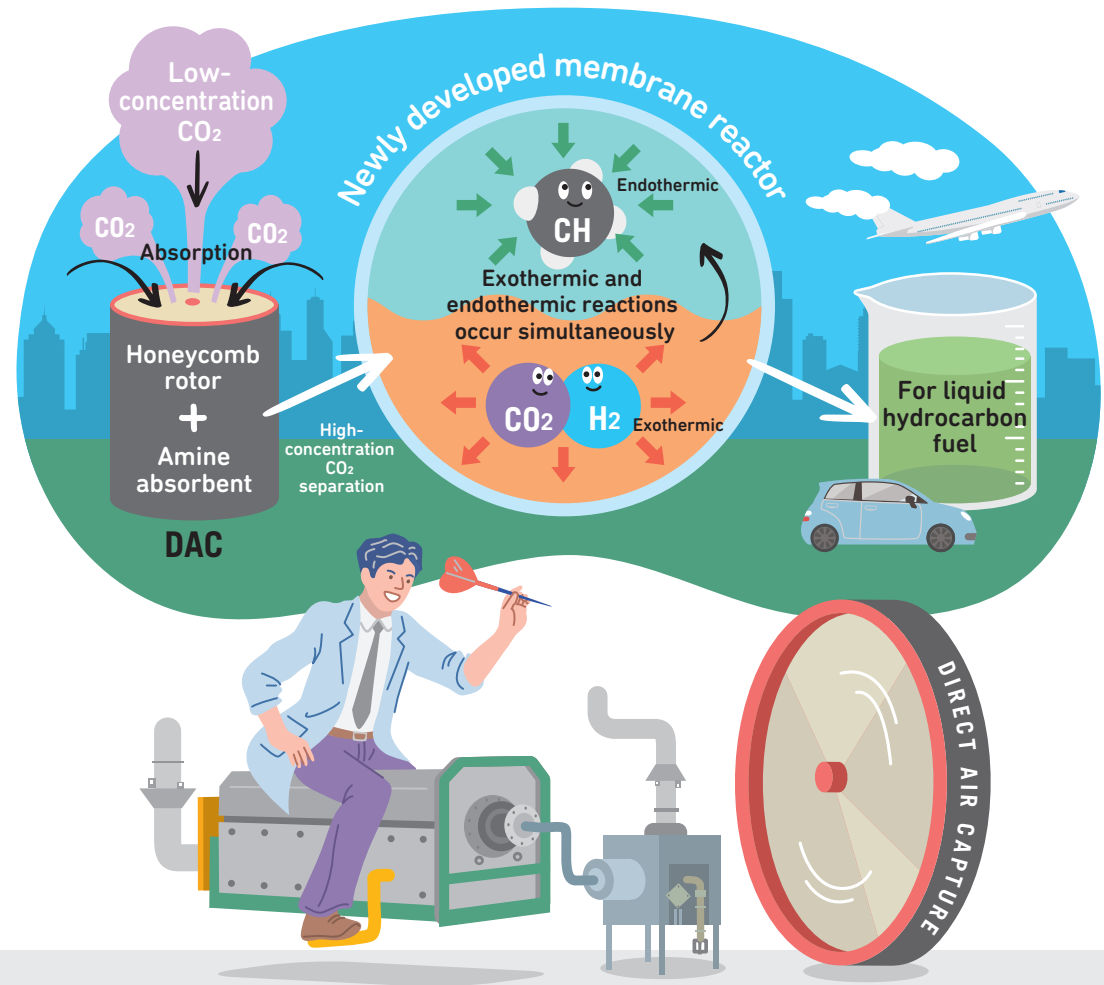 Low-
concentration
CO2
CO2
CO2
Absorption
Honeycomb
rotor
+
Amine
absorbent
DAC
High-
concentration
CO2
separation
Newly developed membrane reactor
Endothermic
CH
Exothermic and
endothermic reactions
occur simultaneously
CO2
H2
Exothermic
For liquid
hydrocarbon
fuel
DIRECT AIR CAPTURE